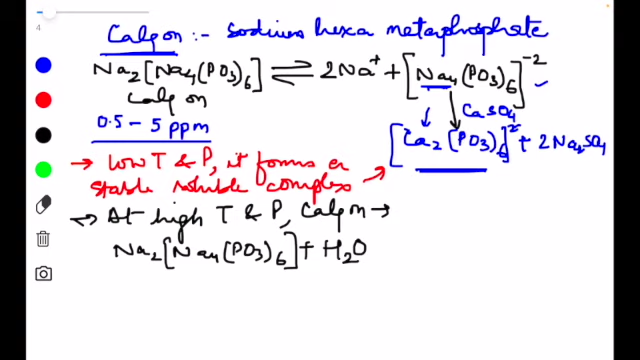 4
Calgon :- sodium hexa metaphosphate
Na2[Na4(PO3)6] ⇌ 2Na+ + [Na4(PO3)6]-2
Calgon
CaSO4
0.5 - 5 ppm
[Ca2(PO3)6]2- + 2Na2SO4
→ Low T & P, it forms a
stable soluble complex →
↔ At high T & P, Calgon →
Na2[Na4(PO3)6] + H2O